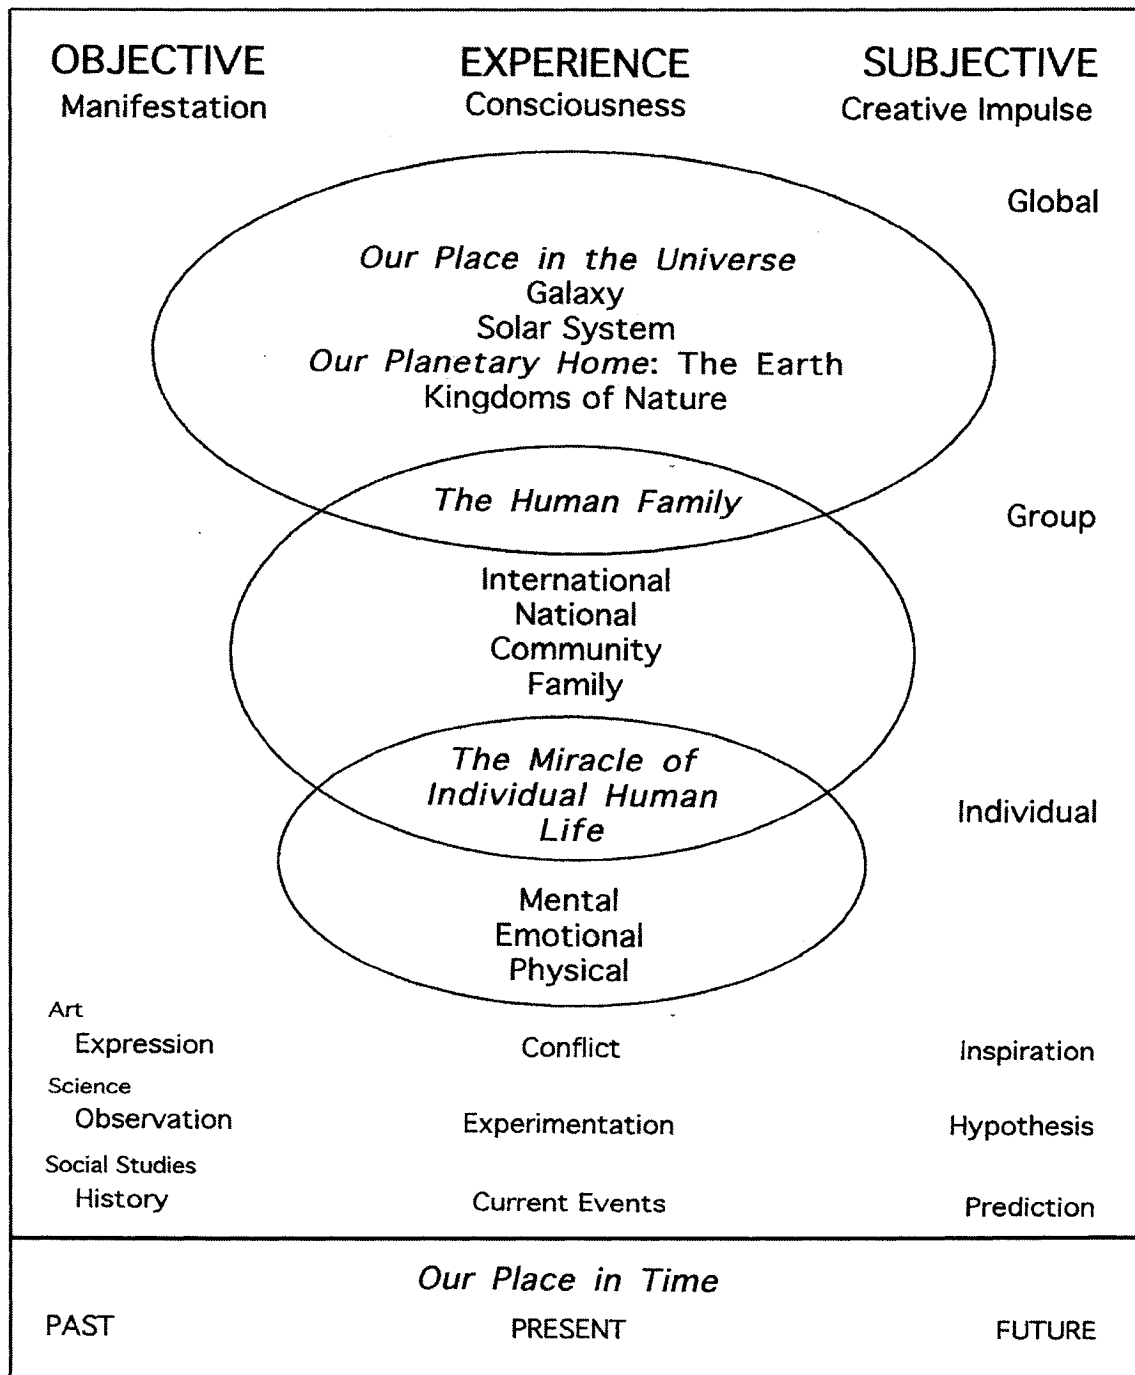 OBJECTIVE EXPERIENCE SUBJECTIVE
Manifestation Consciousness Creative Impulse
Global
Our Place in the Universe
Galaxy
Solar System
Our Planetary Home: The Earth
Kingdoms of Nature
The Human Family
Group
International
National
Community
Family
The Miracle of
Individual Human
Life
Individual
Mental
Emotional
Physical
Art
Expression Conflict Inspiration
Science
Observation Experimentation Hypothesis
Social Studies
History Current Events Prediction
Our Place in Time
PAST PRESENT FUTURE